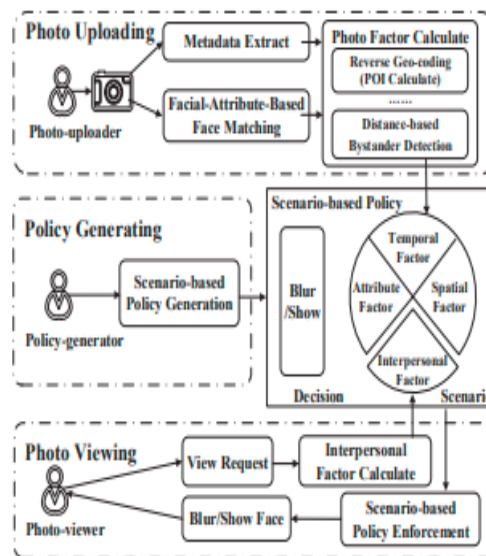 Photo Uploading
Photo-uploader
Metadata Extract
Facial-Attribute-Based
Face Matching
Photo Factor Calculate
Reverse Geo-coding
(POI Calculate)
......
Distance-based
Bystander Detection
Policy Generating
Policy-generator
Scenario-based
Policy Generation
Scenario-based Policy
Blur
/Show
Temporal
Factor
Attribute
Factor
Spatial
Factor
Interpersonal
Factor
Decision
Scenario
Photo Viewing
Photo-viewer
View Request
Interpersonal
Factor Calculate
Blur/Show Face
Scenario-based
Policy Enforcement